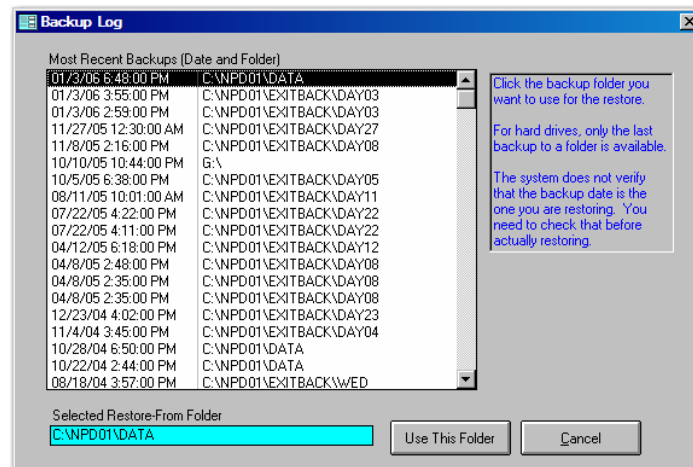 Backup Log
Most Recent Backups (Date and Folder)
01/3/06 6:48:00 PM C:\NPD01\DATA
01/3/06 3:55:00 PM C:\NPD01\EXITBACK\DAY03
01/3/06 2:59:00 PM C:\NPD01\EXITBACK\DAY03
11/27/05 12:30:00 AM C:\NPD01\EXITBACK\DAY27
11/8/05 2:16:00 PM C:\NPD01\EXITBACK\DAY08
10/10/05 10:44:00 PM G:\
10/5/05 6:38:00 PM C:\NPD01\EXITBACK\DAY05
08/11/05 10:01:00 AM C:\NPD01\EXITBACK\DAY11
07/22/05 4:22:00 PM C:\NPD01\EXITBACK\DAY22
07/22/05 4:11:00 PM C:\NPD01\EXITBACK\DAY22
04/12/05 6:18:00 PM C:\NPD01\EXITBACK\DAY12
04/8/05 2:48:00 PM C:\NPD01\EXITBACK\DAY08
04/8/05 2:35:00 PM C:\NPD01\EXITBACK\DAY08
04/8/05 2:35:00 PM C:\NPD01\EXITBACK\DAY08
12/23/04 4:02:00 PM C:\NPD01\EXITBACK\DAY23
11/4/04 3:45:00 PM C:\NPD01\EXITBACK\DAY04
10/28/04 6:50:00 PM C:\NPD01\DATA
10/22/04 2:44:00 PM C:\NPD01\DATA
08/18/04 3:57:00 PM C:\NPD01\EXITBACK\WED
Click the backup folder you
want to use for the restore.
For hard drives, only the last
backup to a folder is available.
The system does not verify
that the backup date is the
one you are restoring. You
need to check that before
actually restoring.
Selected Restore-From Folder
C:\NPD01\DATA
Use This Folder
Cancel